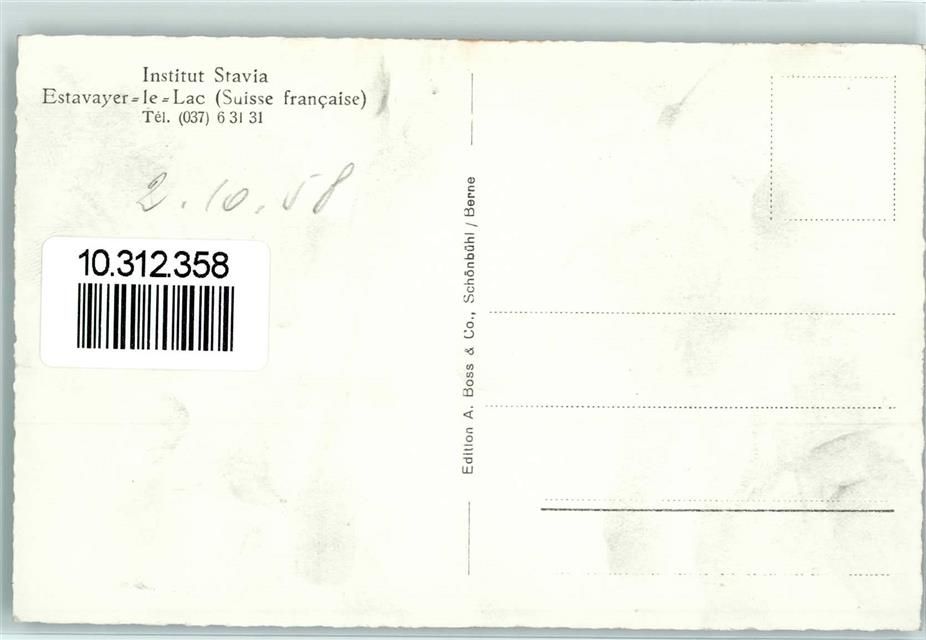 Institut Stavia
Estavayer=le=Lac (Suisse française)
Tél. (037) 6 31 31
2.10.58
10.312.358
Edition A. Boss & Co., Schönbühl / Berne